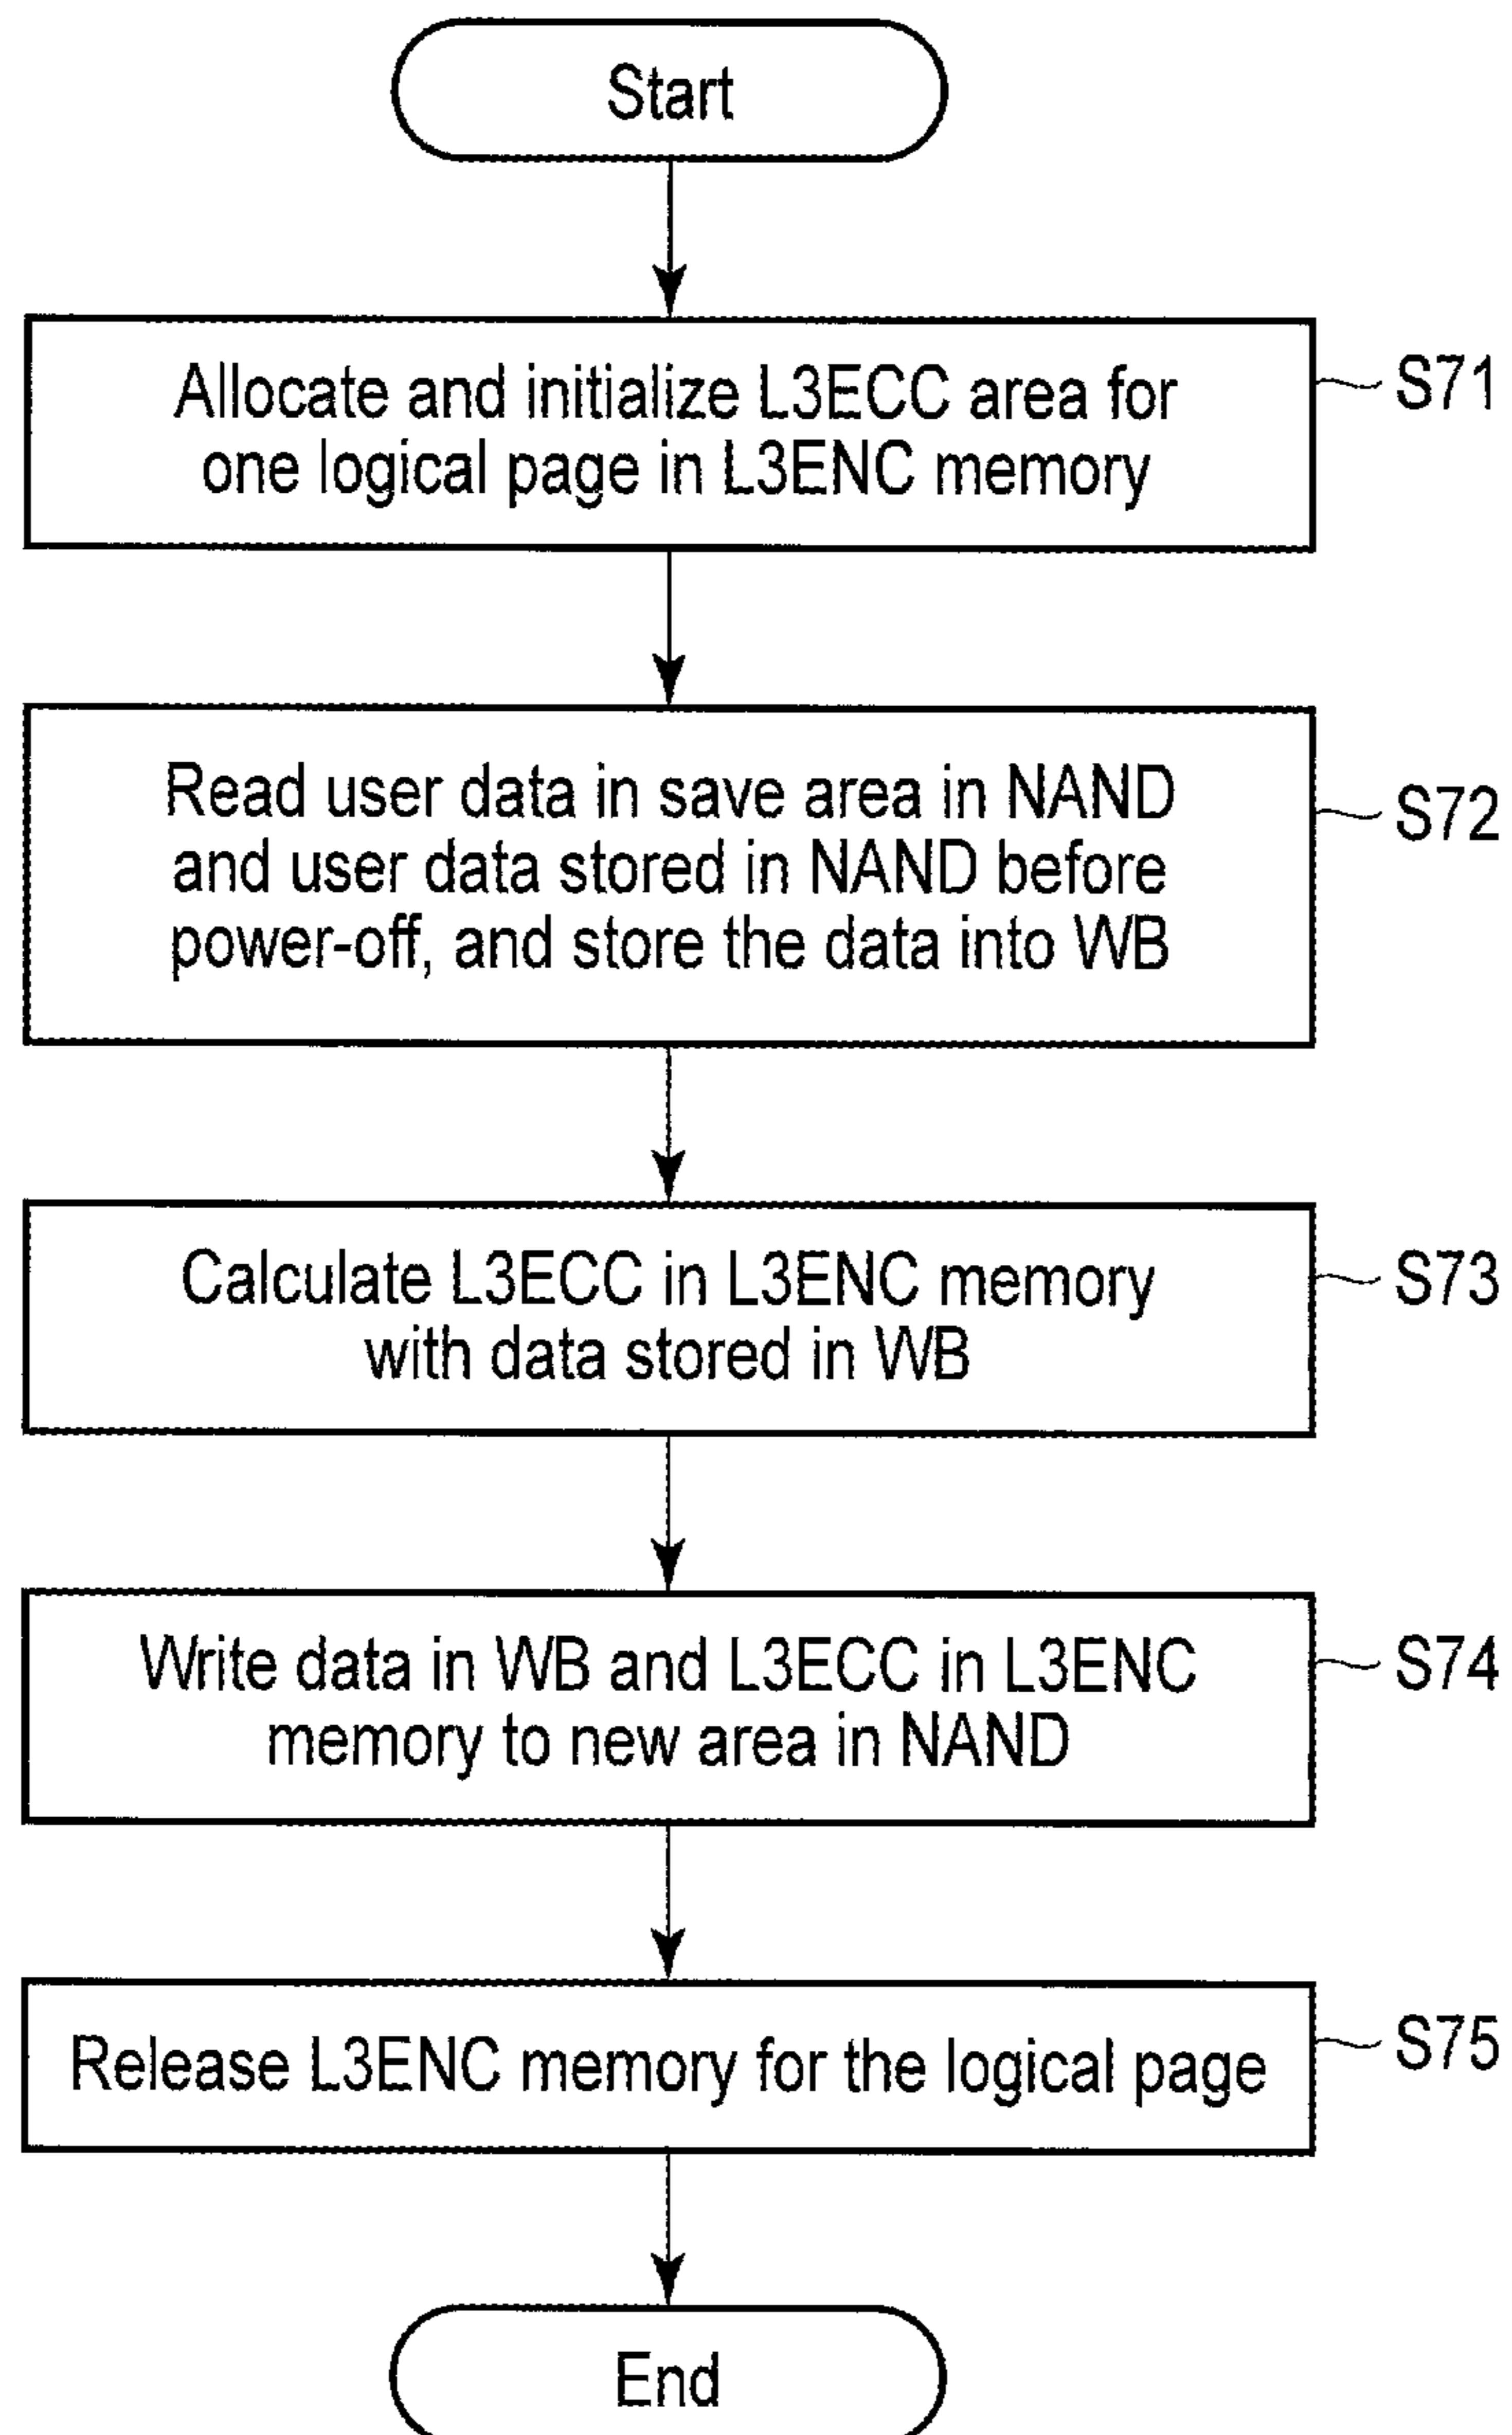 Start
Allocate and initialize L3ECC area for
one logical page in L3ENC memory
S71
Read user data in save area in NAND
and user data stored in NAND before
power-off, and store the data into WB
S72
Calculate L3ECC in L3ENC memory
with data stored in WB
S73
Write data in WB and L3ECC in L3ENC
memory to new area in NAND
S74
Release L3ENC memory for the logical page
S75
End